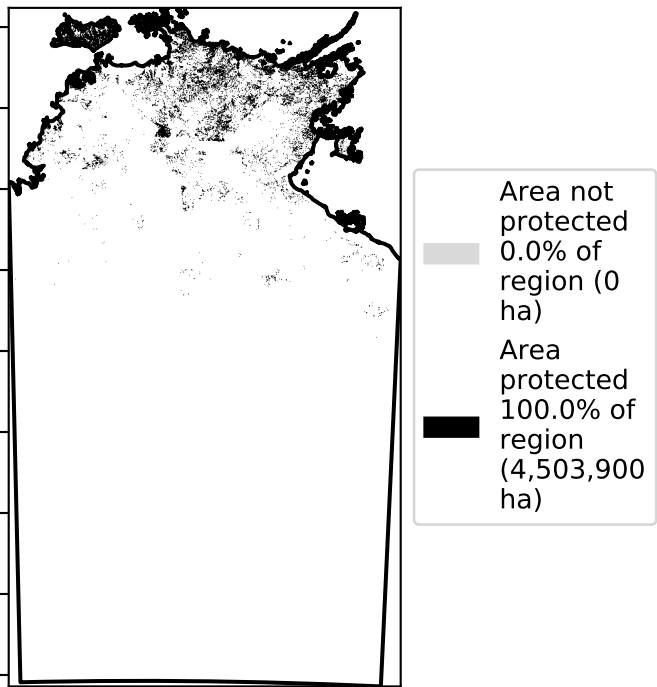 Area not
protected
0.0% of
region (0
ha)
Area
protected
100.0% of
region
(4,503,900
ha)